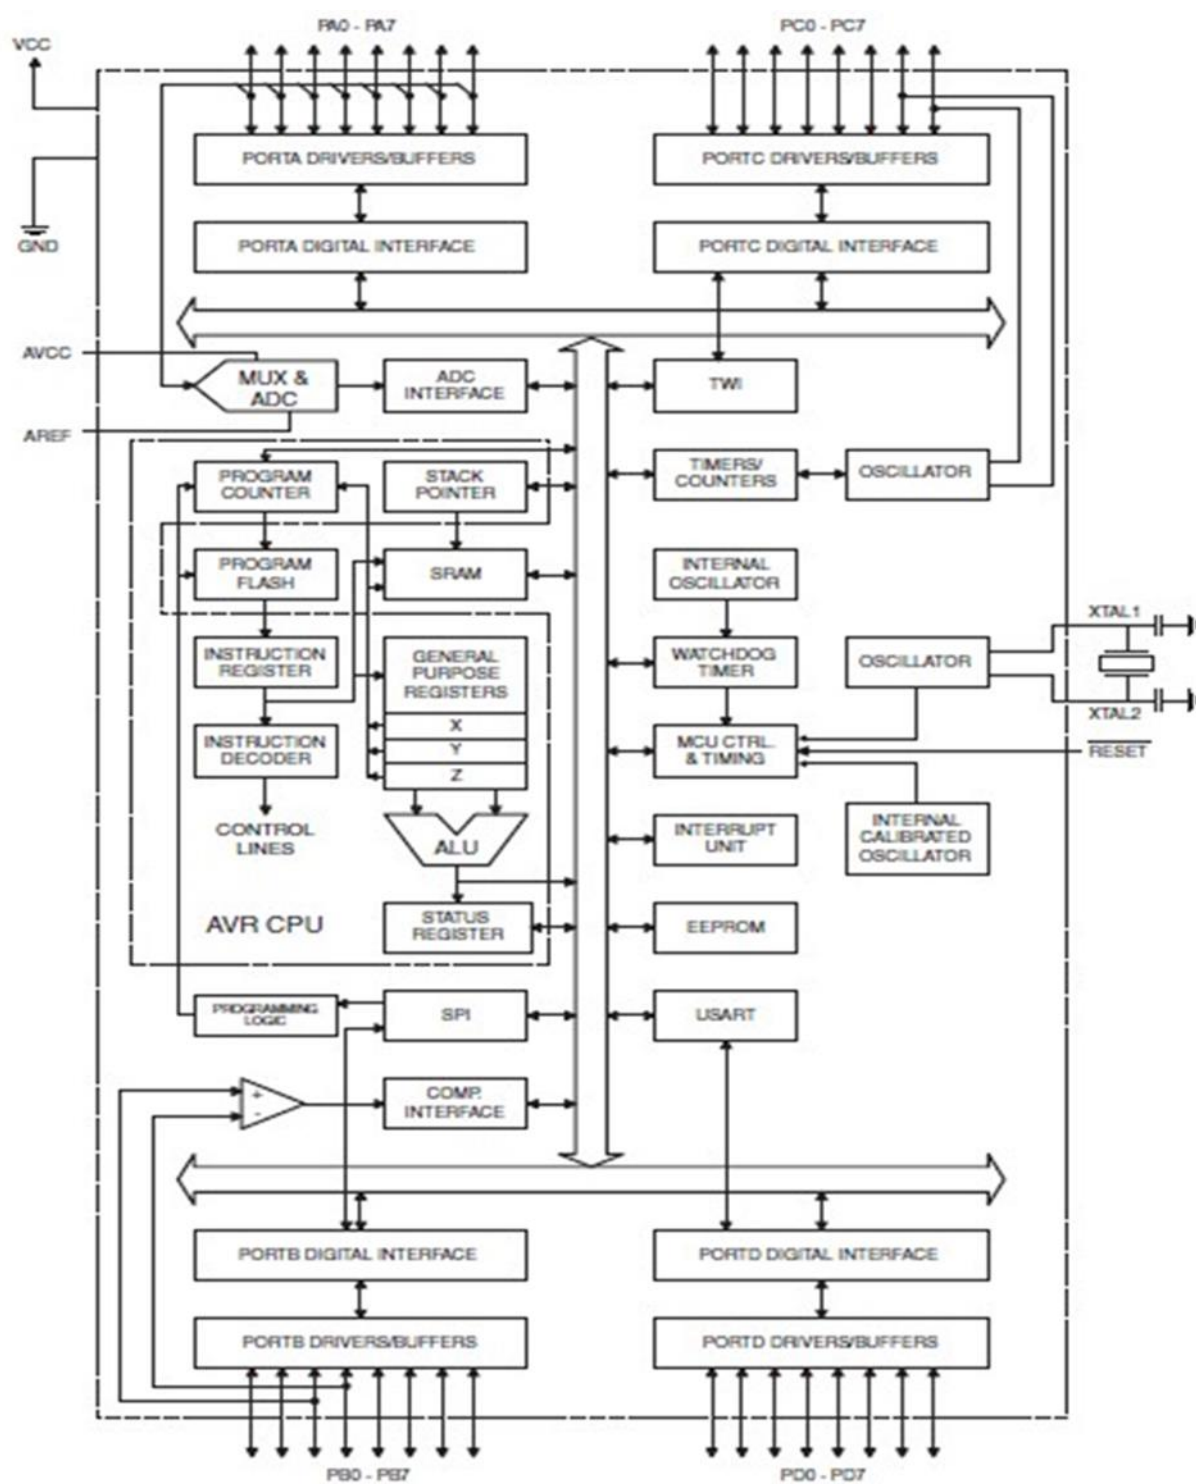 PA0 - PA7
PC0 - PC7
VCC
PORTA DRIVERS/BUFFERS
PORTC DRIVERS/BUFFERS
GND
PORTA DIGITAL INTERFACE
PORTC DIGITAL INTERFACE
AVCC
MUX &
ADC
ADC
INTERFACE
TWI
AREF
PROGRAM
COUNTER
STACK
POINTER
TIMERS/
COUNTERS
OSCILLATOR
PROGRAM
FLASH
SRAM
INTERNAL
OSCILLATOR
XTAL1
INSTRUCTION
REGISTER
GENERAL
PURPOSE
REGISTERS
WATCHDOG
TIMER
OSCILLATOR
X
XTAL2
INSTRUCTION
DECODER
Y
MCU CTRL.
& TIMING
RESET
Z
CONTROL
LINES
ALU
INTERRUPT
UNIT
INTERNAL
CALIBRATED
OSCILLATOR
AVR CPU
STATUS
REGISTER
EEPROM
PROGRAMMING
LOGIC
SPI
USART
+
-
COMP.
INTERFACE
PORTB DIGITAL INTERFACE
PORTD DIGITAL INTERFACE
PORTB DRIVERS/BUFFERS
PORTD DRIVERS/BUFFERS
PB0 - PB7
PD0 - PD7